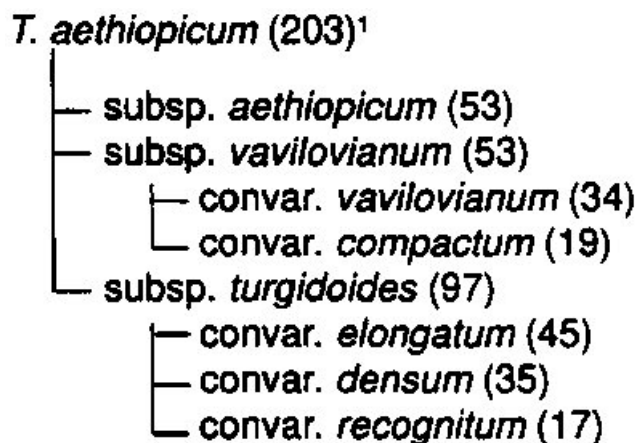 T. aethiopicum (203)¹
subsp. aethiopicum (53)
subsp. vavilovianum (53)
convar. vavilovianum (34)
convar. compactum (19)
subsp. turgidoides (97)
convar. elongatum (45)
convar. densum (35)
convar. recognitum (17)